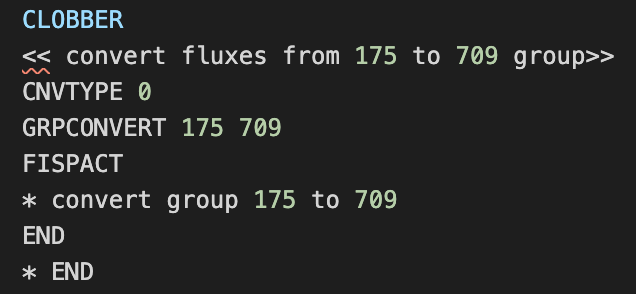 CLOBBER
<< convert fluxes from 175 to 709 group>>
CNVTYPE 0
GRPCONVERT 175 709
FISPACT
* convert group 175 to 709
END
* END